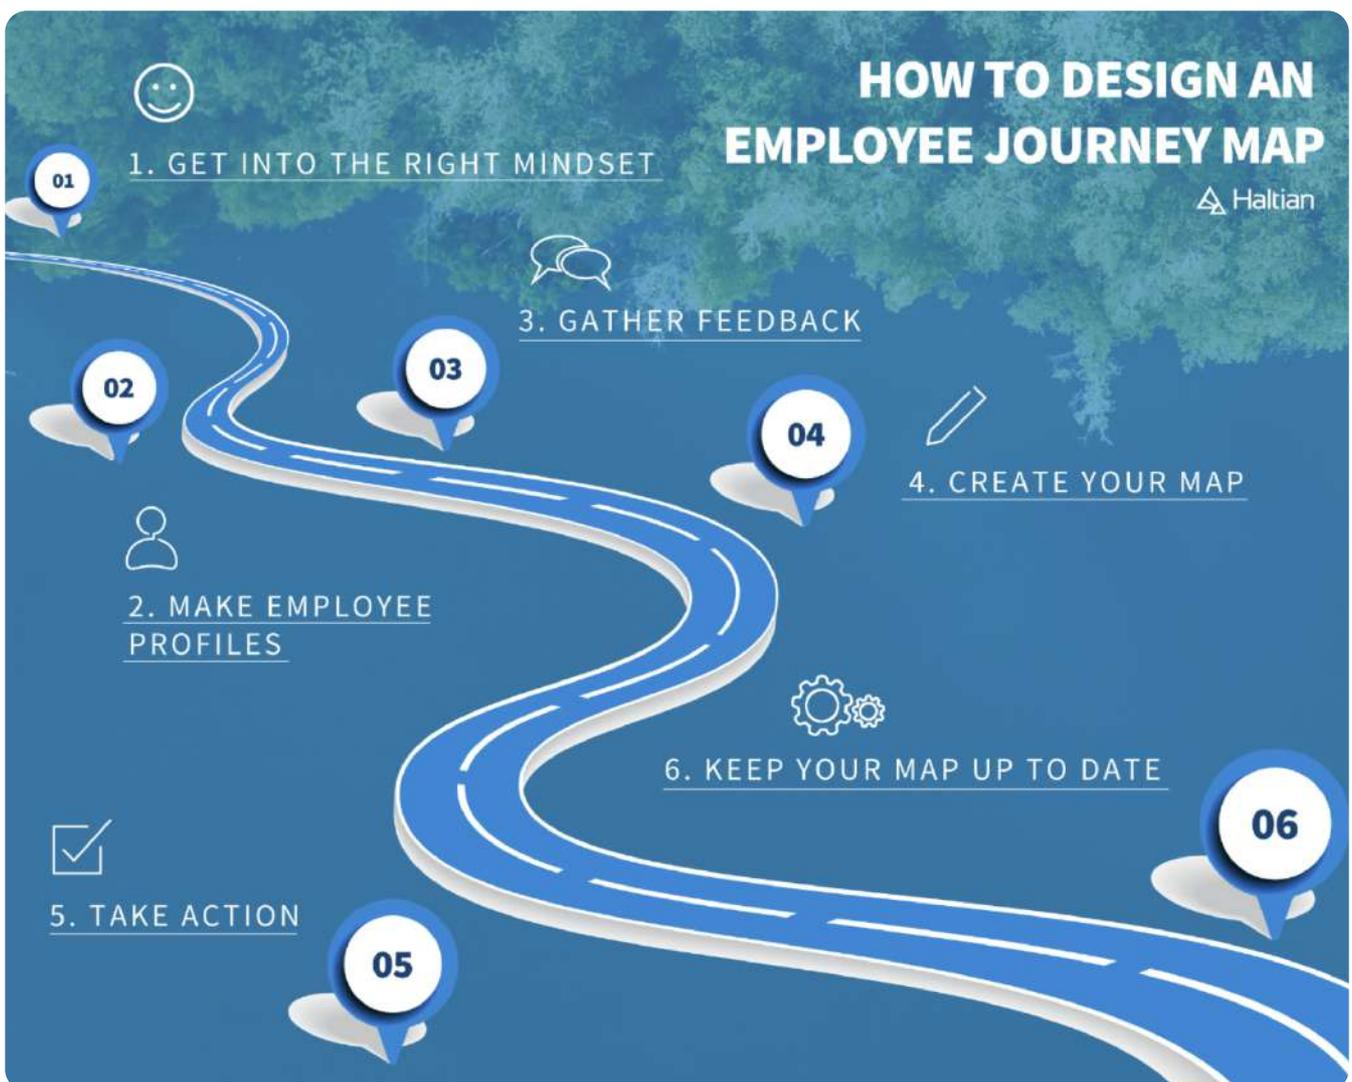 HOW TO DESIGN AN
EMPLOYEE JOURNEY MAP
Haltian
01
1. GET INTO THE RIGHT MINDSET
02
2. MAKE EMPLOYEE
PROFILES
03
3. GATHER FEEDBACK
04
4. CREATE YOUR MAP
05
5. TAKE ACTION
06
6. KEEP YOUR MAP UP TO DATE